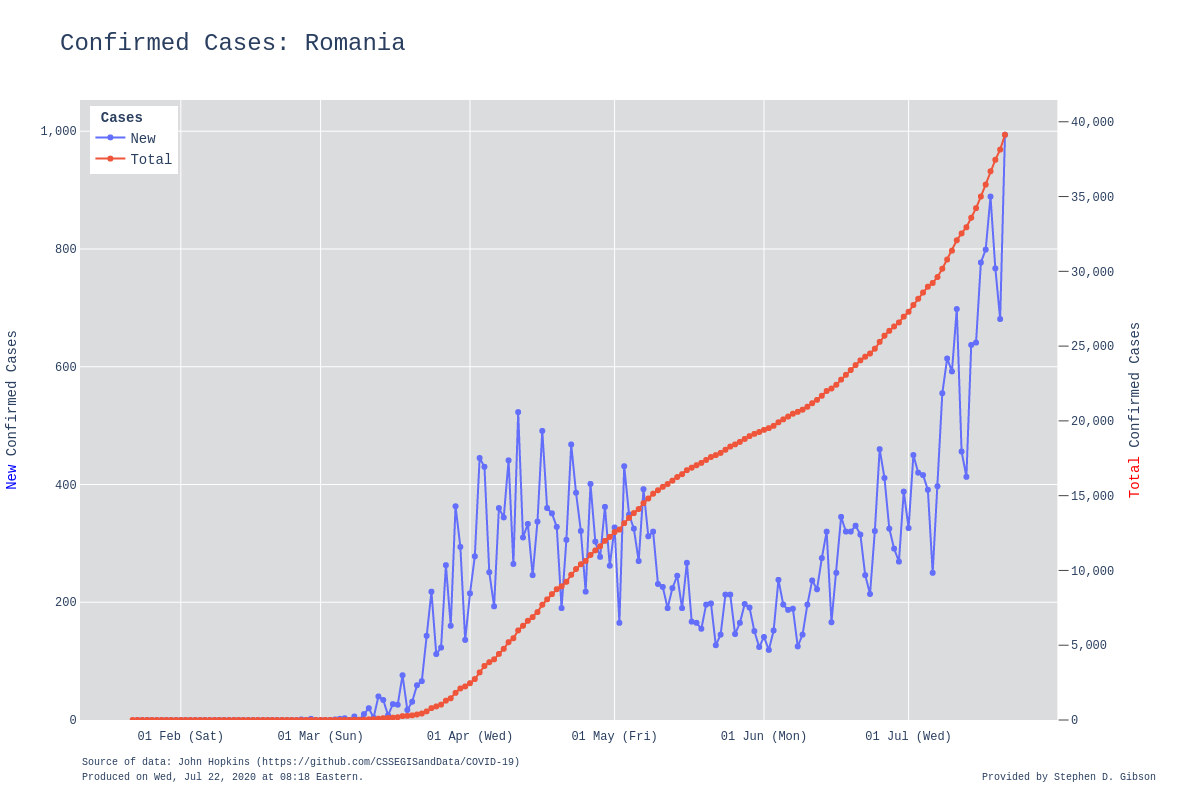 Confirmed Cases: Romania
Cases
New
Total
1,000
800
600
400
200
0
New Confirmed Cases
40,000
35,000
30,000
25,000
20,000
15,000
10,000
5,000
0
Total Confirmed Cases
01 Feb (Sat) 01 Mar (Sun) 01 Apr (Wed) 01 May (Fri) 01 Jun (Mon) 01 Jul (Wed)
Source of data: John Hopkins (https://github.com/CSSEGISandData/COVID-19)
Produced on Wed, Jul 22, 2020 at 08:18 Eastern.
Provided by Stephen D. Gibson